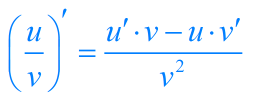 (u/v)′ = (u′·v − u·v′)/v²